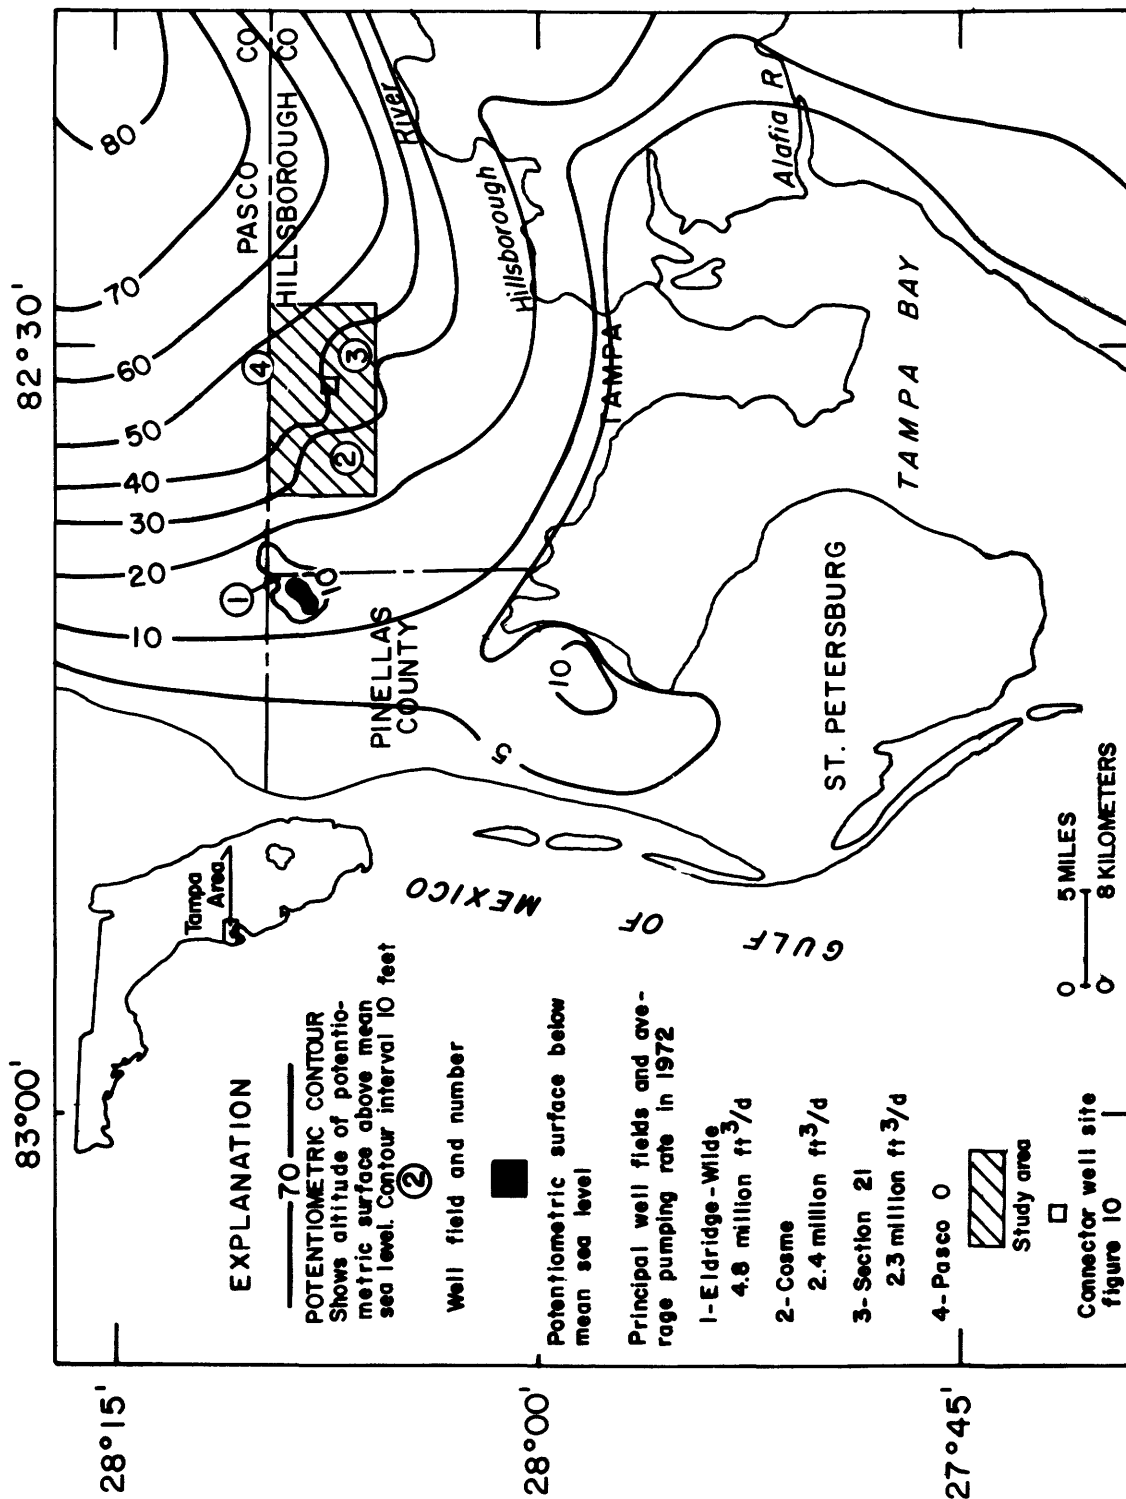 83°00'
82°30'
28°15'
28°00'
27°45'
EXPLANATION
70
POTENTIOMETRIC CONTOUR
Shows altitude of potentio-
metric surface above mean
sea level. Contour interval 10 feet
2
Well field and number
Potentiometric surface below
mean sea level
Principal well fields and ave-
rage pumping rate in 1972
1-Eldridge-Wilde
4.8 million ft³/d
2-Cosme
2.4 million ft³/d
3-Section 21
2.3 million ft³/d
4-Pasco 0
Study area
Connector well site
figure 10
0 5 MILES
0 8 KILOMETERS
Tampa
Area
GULF OF MEXICO
PASCO CO
HILLSBOROUGH CO
PINELLAS
COUNTY
Hillsborough River
TAMPA
Alafia R
TAMPA BAY
ST. PETERSBURG
80
70
60
50
40
30
20
10
5
10
10
0
1
2
3
4